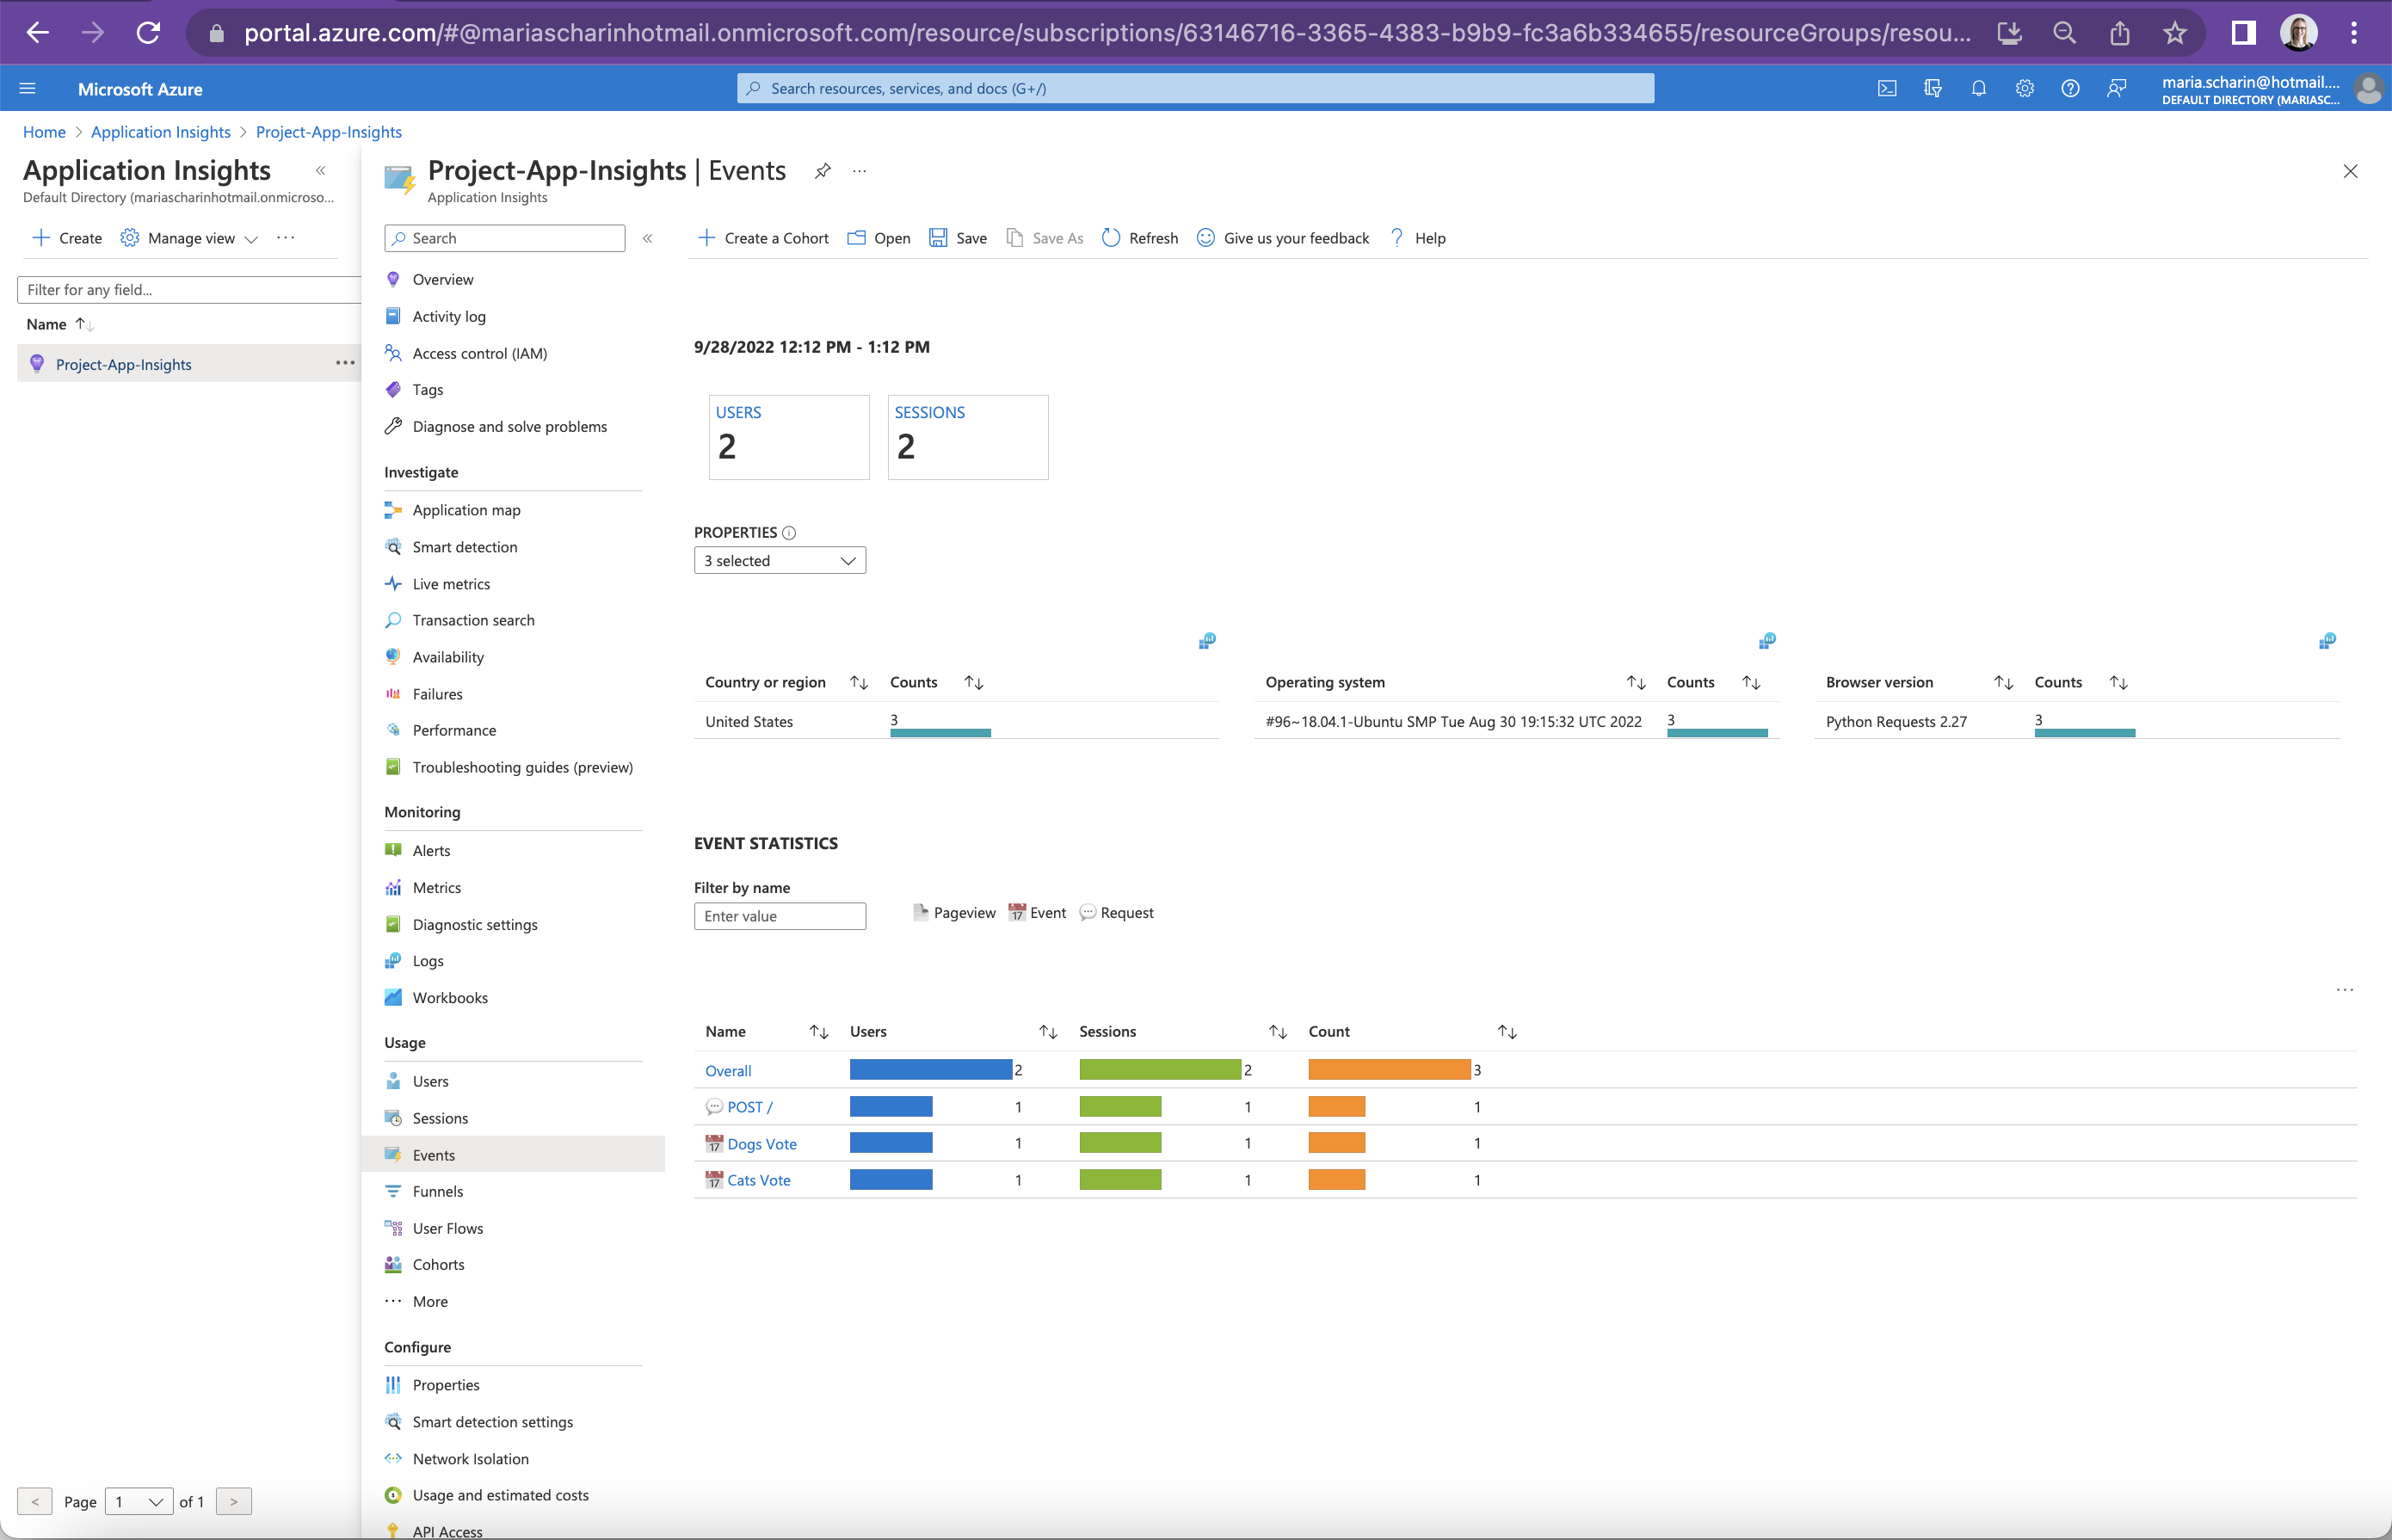 portal.azure.com/#@mariascharinhotmail.onmicrosoft.com/resource/subscriptions/63146716-3365-4383-b9b9-fc3a6b334655/resourceGroups/resou...
Microsoft Azure
Search resources, services, and docs (G+/)
maria.scharin@hotmail....
DEFAULT DIRECTORY (MARIASC...
Home > Application Insights > Project-App-Insights
Application Insights
Default Directory (mariascharinhotmail.onmicroso...
Create
Manage view
Filter for any field...
Name
Project-App-Insights
Page 1 of 1
Project-App-Insights | Events
Application Insights
Search
Overview
Activity log
Access control (IAM)
Tags
Diagnose and solve problems
Investigate
Application map
Smart detection
Live metrics
Transaction search
Availability
Failures
Performance
Troubleshooting guides (preview)
Monitoring
Alerts
Metrics
Diagnostic settings
Logs
Workbooks
Usage
Users
Sessions
Events
Funnels
User Flows
Cohorts
More
Configure
Properties
Smart detection settings
Network Isolation
Usage and estimated costs
API Access
Create a Cohort
Open
Save
Save As
Refresh
Give us your feedback
Help
9/28/2022 12:12 PM - 1:12 PM
USERS
2
SESSIONS
2
PROPERTIES
3 selected
Country or region Counts
United States 3
Operating system Counts
#96~18.04.1-Ubuntu SMP Tue Aug 30 19:15:32 UTC 2022 3
Browser version Counts
Python Requests 2.27 3
EVENT STATISTICS
Filter by name
Enter value
Pageview 17 Event Request
Name Users Sessions Count
Overall 2 2 3
POST / 1 1 1
17 Dogs Vote 1 1 1
17 Cats Vote 1 1 1